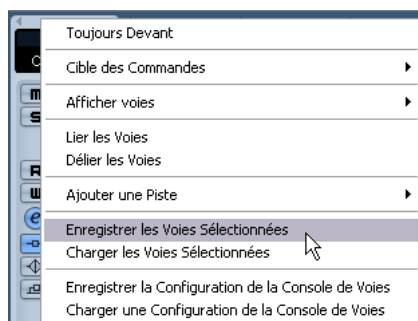 Toujours Devant
Cible des Commandes
Afficher voies
Lier les Voies
Délier les Voies
Ajouter une Piste
Enregistrer les Voies Sélectionnées
Charger les Voies Sélectionnées
Enregistrer la Configuration de la Console de Voies
Charger une Configuration de la Console de Voies